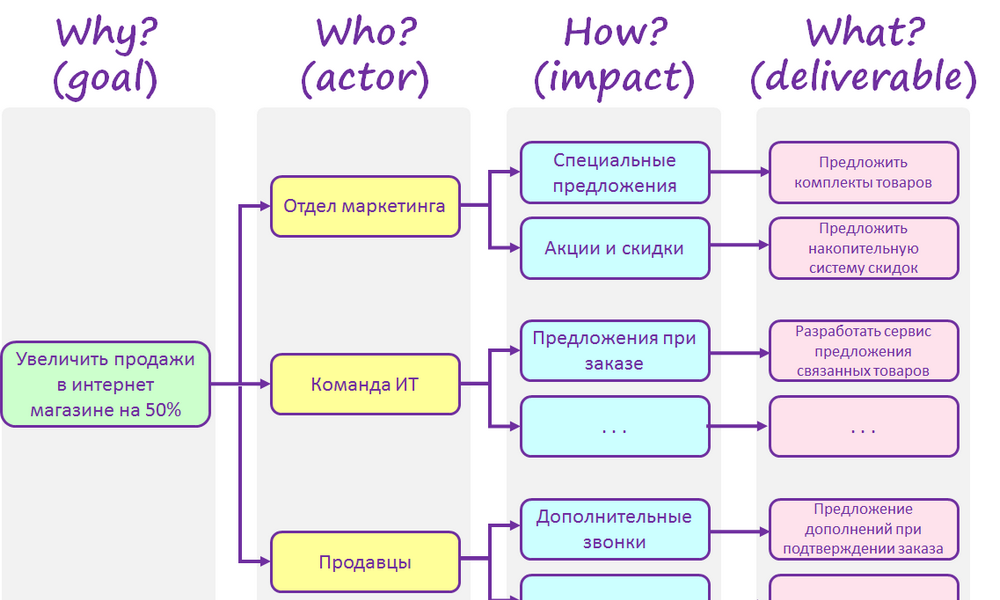 Why?
(goal)
Who?
(actor)
How?
(impact)
What?
(deliverable)
Увеличить продажи
в интернет
магазине на 50%
Отдел маркетинга
Специальные
предложения
Предложить
комплекты товаров
Акции и скидки
Предложить
накопительную
систему скидок
Команда ИТ
Предложения при
заказе
Разработать сервис
предложения
связанных товаров
. . .
. . .
Продавцы
Дополнительные
звонки
Предложение
дополнений при
подтверждении заказа